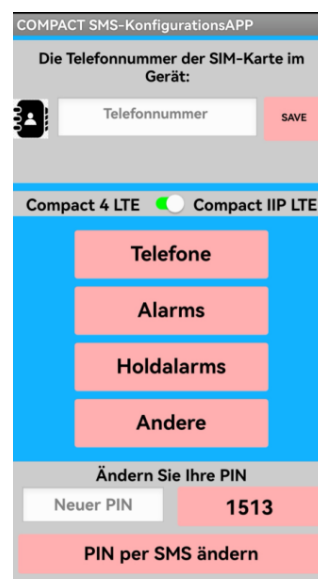 COMPACT SMS-KonfigurationsAPP
Die Telefonnummer der SIM-Karte im
Gerät:
Telefonnummer
SAVE
Compact 4 LTE
Compact IIP LTE
Telefone
Alarms
Holdalarms
Andere
Ändern Sie Ihre PIN
Neuer PIN
1513
PIN per SMS ändern